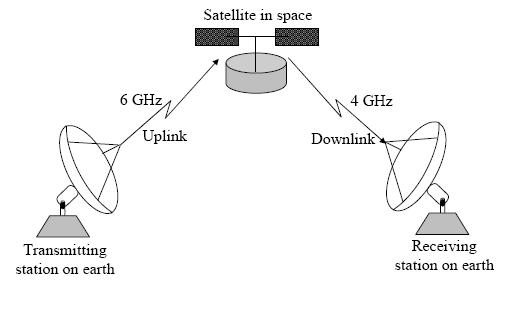 Satellite in space
6 GHz
4 GHz
Uplink
Downlink
Transmitting
station on earth
Receiving
station on earth